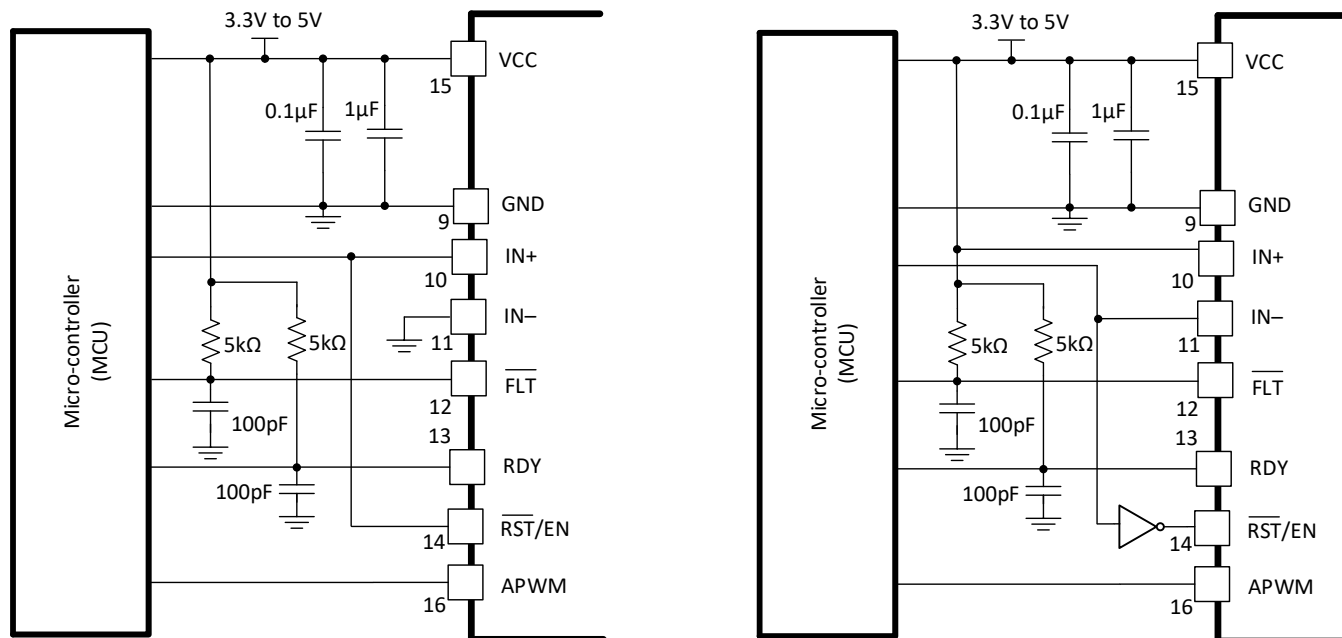 3.3V to 5V
VCC
15
0.1µF
1µF
GND
9
IN+
10
IN–
11
5kΩ
5kΩ
FLT
12
100pF
13
RDY
100pF
RST/EN
14
APWM
16
Micro-controller
(MCU)
3.3V to 5V
VCC
15
0.1µF
1µF
GND
9
IN+
10
IN–
11
5kΩ
5kΩ
FLT
12
100pF
13
RDY
100pF
RST/EN
14
APWM
16
Micro-controller
(MCU)